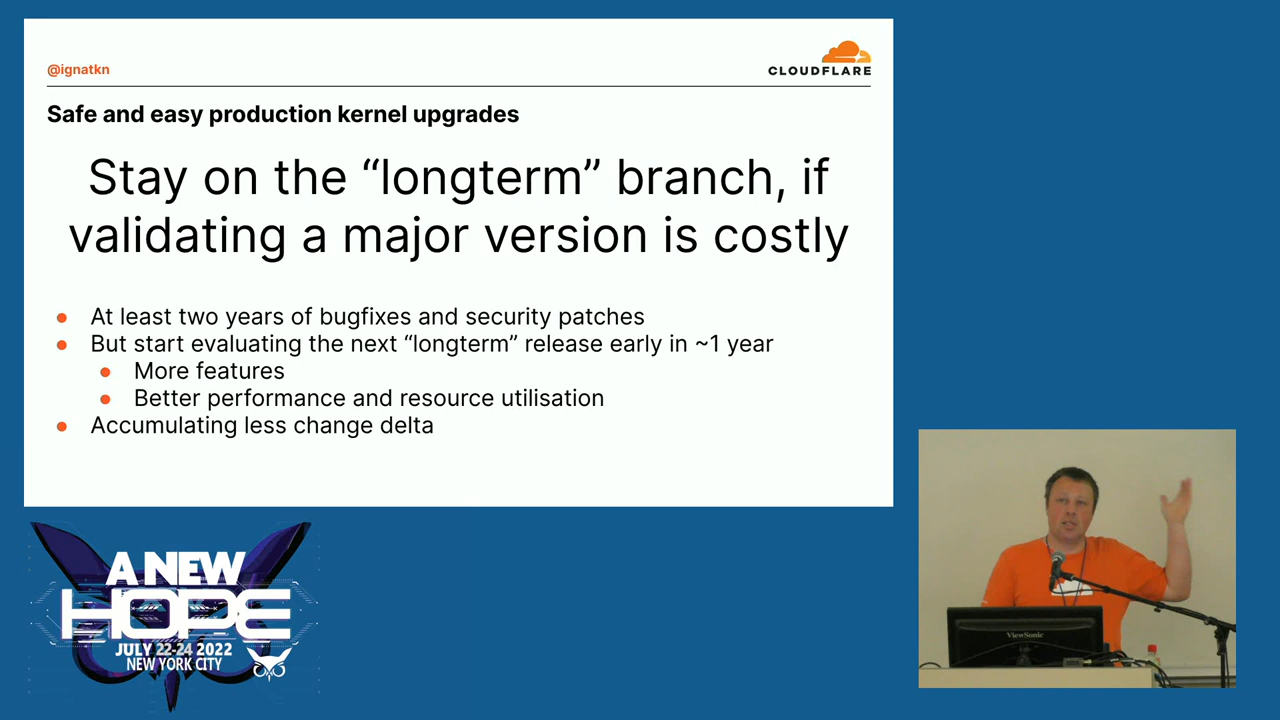 @ignatkn
CLOUDFLARE
Safe and easy production kernel upgrades
Stay on the “longterm” branch, if
validating a major version is costly
● At least two years of bugfixes and security patches
● But start evaluating the next “longterm” release early in ~1 year
● More features
● Better performance and resource utilisation
● Accumulating less change delta
A NEW
HOPE
JULY 22-24 2022
NEW YORK CITY
ViewSonic